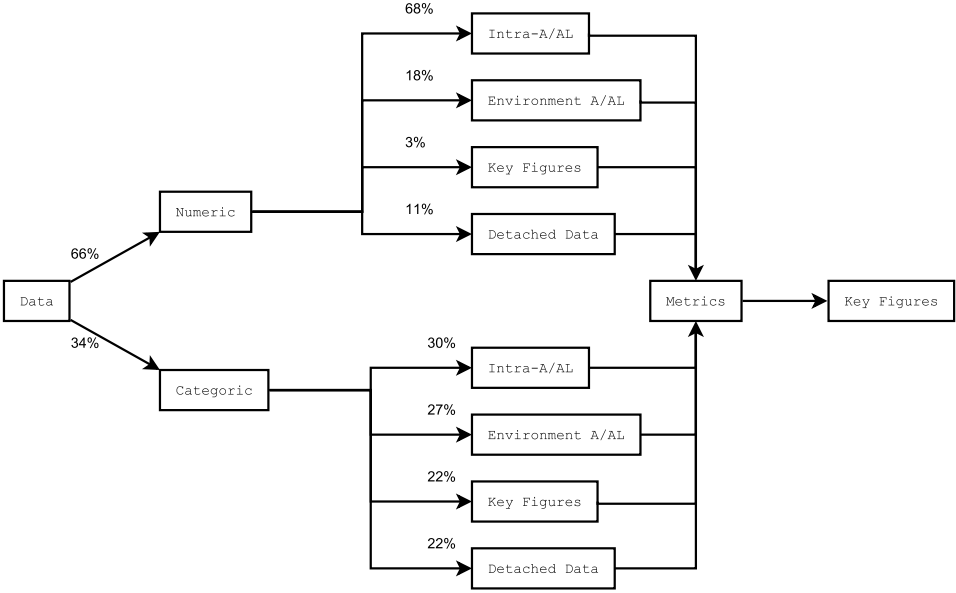 68%
Intra-A/AL
18%
Environment A/AL
3%
Key Figures
11%
Numeric
Detached Data
66%
Data
Metrics
Key Figures
34%
30%
Intra-A/AL
Categoric
27%
Environment A/AL
22%
Key Figures
22%
Detached Data